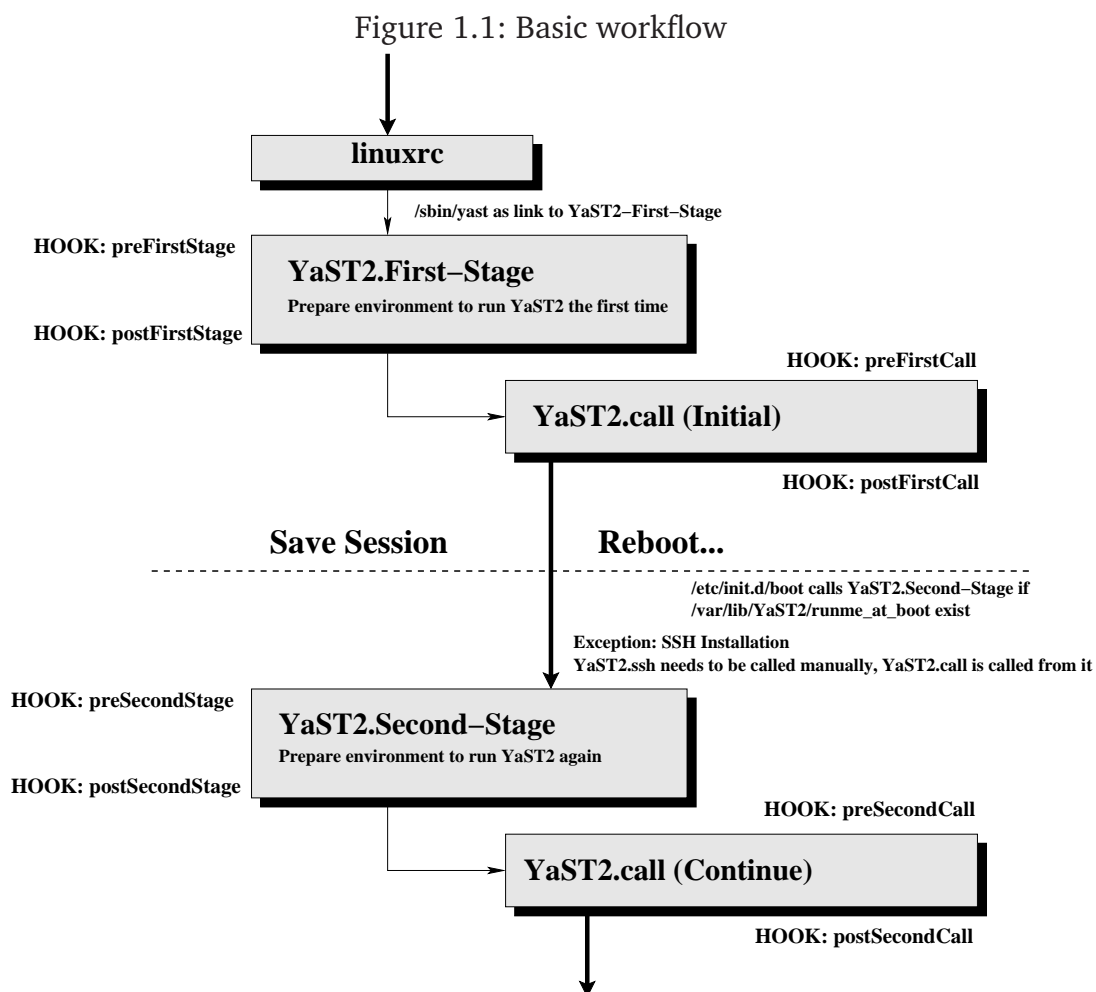 Figure 1.1: Basic workflow
linuxrc
/sbin/yast as link to YaST2−First−Stage
HOOK: preFirstStage
YaST2.First−Stage
Prepare environment to run YaST2 the first time
HOOK: postFirstStage
HOOK: preFirstCall
YaST2.call (Initial)
HOOK: postFirstCall
Save Session
Reboot...
/etc/init.d/boot calls YaST2.Second−Stage if
/var/lib/YaST2/runme_at_boot exist
Exception: SSH Installation
YaST2.ssh needs to be called manually, YaST2.call is called from it
HOOK: preSecondStage
YaST2.Second−Stage
Prepare environment to run YaST2 again
HOOK: postSecondStage
HOOK: preSecondCall
YaST2.call (Continue)
HOOK: postSecondCall